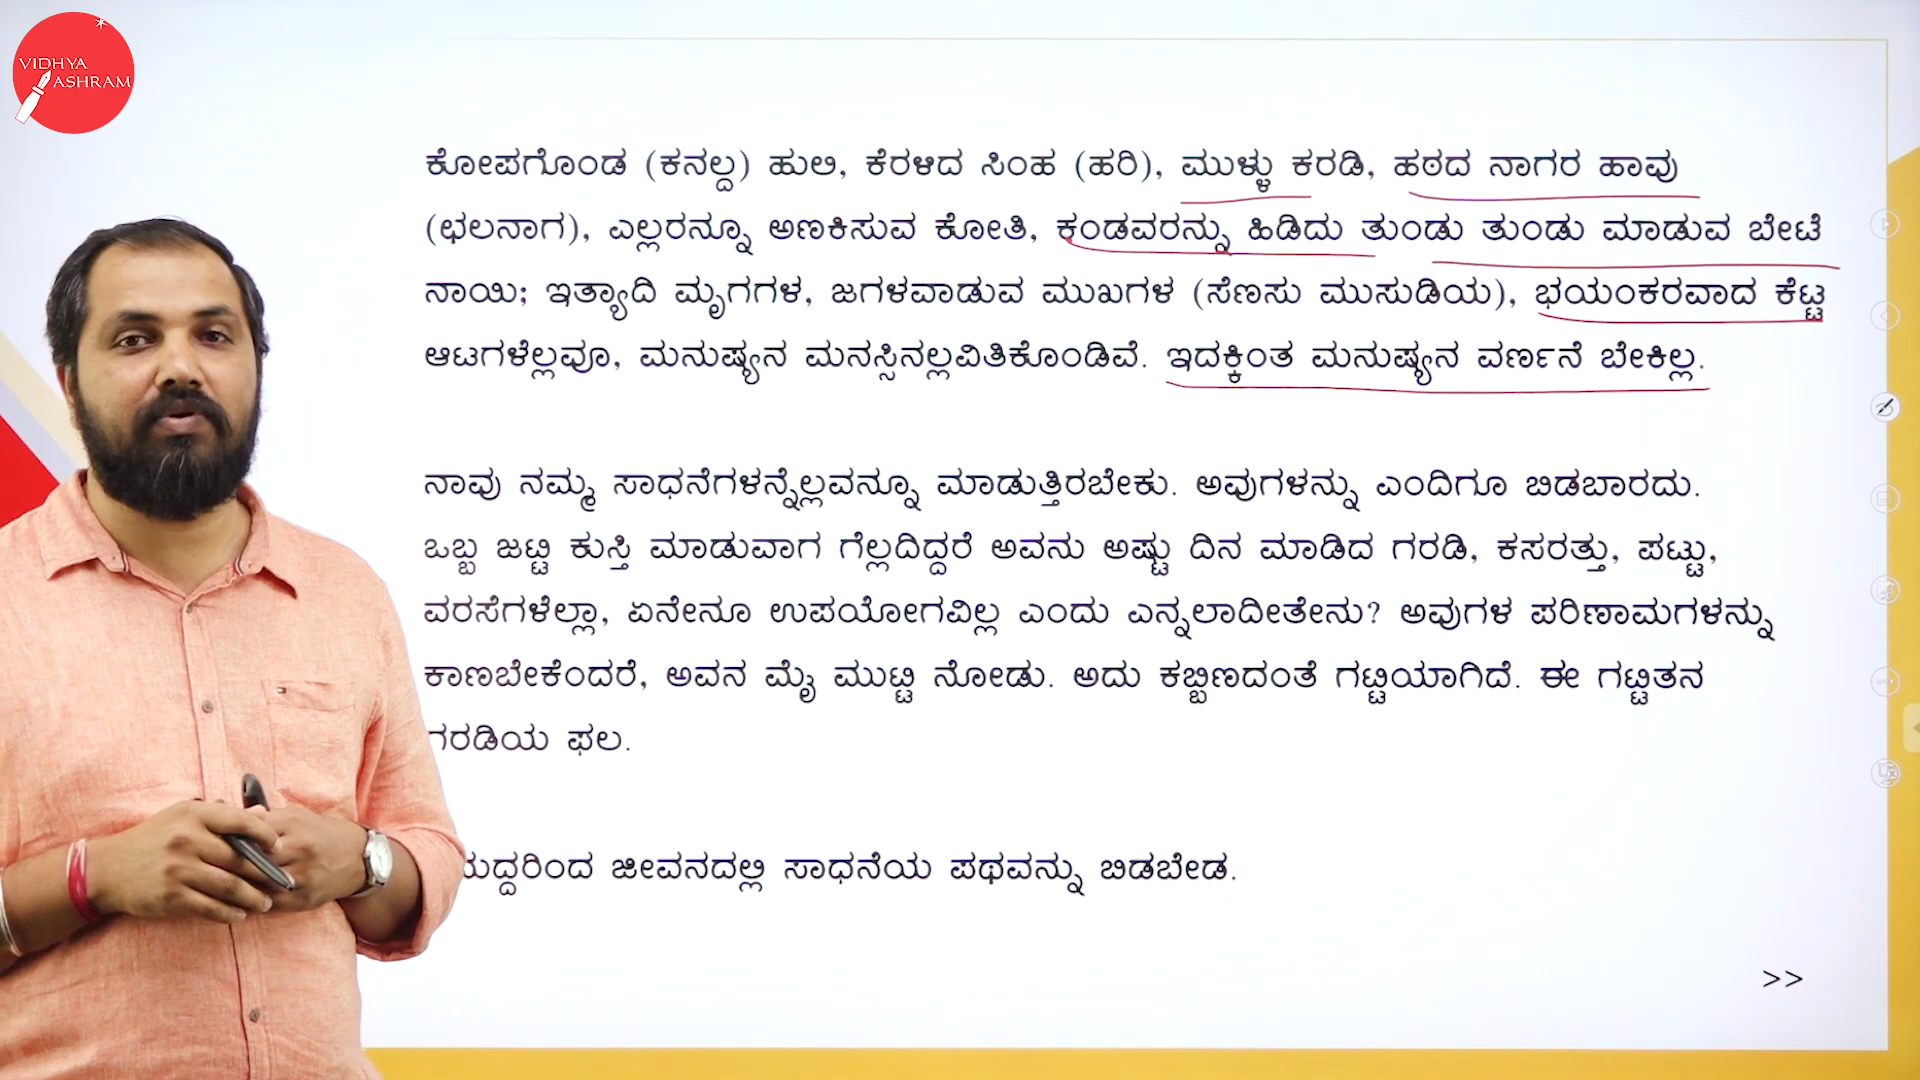 VIDHYA
ASHRAM
ಕೋಪಗೊಂಡ (ಕನಲ್ದ) ಹುಲಿ, ಕೆರಳಿದ ಸಿಂಹ (ಹರಿ), ಮುಳ್ಳು ಕರಡಿ, ಹಠದ ನಾಗರ ಹಾವು
(ಛಲನಾಗ), ಎಲ್ಲರನ್ನೂ ಅಣಕಿಸುವ ಕೋತಿ, ಕಂಡವರನ್ನು ಹಿಡಿದು ತುಂಡು ತುಂಡು ಮಾಡುವ ಬೇಟೆ
ನಾಯಿ; ಇತ್ಯಾದಿ ಮೃಗಗಳ, ಜಗಳವಾಡುವ ಮುಖಗಳ (ಸೆಣಸು ಮುಸುಡಿಯ), ಭಯಂಕರವಾದ ಕೆಟ್ಟ
ಆಟಗಳೆಲ್ಲವೂ, ಮನುಷ್ಯನ ಮನಸ್ಸಿನಲ್ಲವಿತಿಕೊಂಡಿವೆ. ಇದಕ್ಕಿಂತ ಮನುಷ್ಯನ ವರ್ಣನೆ ಬೇಕಿಲ್ಲ.
ನಾವು ನಮ್ಮ ಸಾಧನೆಗಳನ್ನೆಲ್ಲವನ್ನೂ ಮಾಡುತ್ತಿರಬೇಕು. ಅವುಗಳನ್ನು ಎಂದಿಗೂ ಬಿಡಬಾರದು.
ಒಬ್ಬ ಜಟ್ಟಿ ಕುಸ್ತಿ ಮಾಡುವಾಗ ಗೆಲ್ಲದಿದ್ದರೆ ಅವನು ಅಷ್ಟು ದಿನ ಮಾಡಿದ ಗರಡಿ, ಕಸರತ್ತು, ಪಟ್ಟು,
ವರಸೆಗಳೆಲ್ಲಾ, ಏನೇನೂ ಉಪಯೋಗವಿಲ್ಲ ಎಂದು ಎನ್ನಲಾದೀತೇನು? ಅವುಗಳ ಪರಿಣಾಮಗಳನ್ನು
ಕಾಣಬೇಕೆಂದರೆ, ಅವನ ಮೈ ಮುಟ್ಟಿ ನೋಡು. ಅದು ಕಬ್ಬಿಣದಂತೆ ಗಟ್ಟಿಯಾಗಿದೆ. ಈ ಗಟ್ಟಿತನ
ಗರಡಿಯ ಫಲ.
ಜೀವನದಲ್ಲಿ ಸಾಧನೆಯ ಪಥವನ್ನು ಬಿಡಬೇಡ.
>>